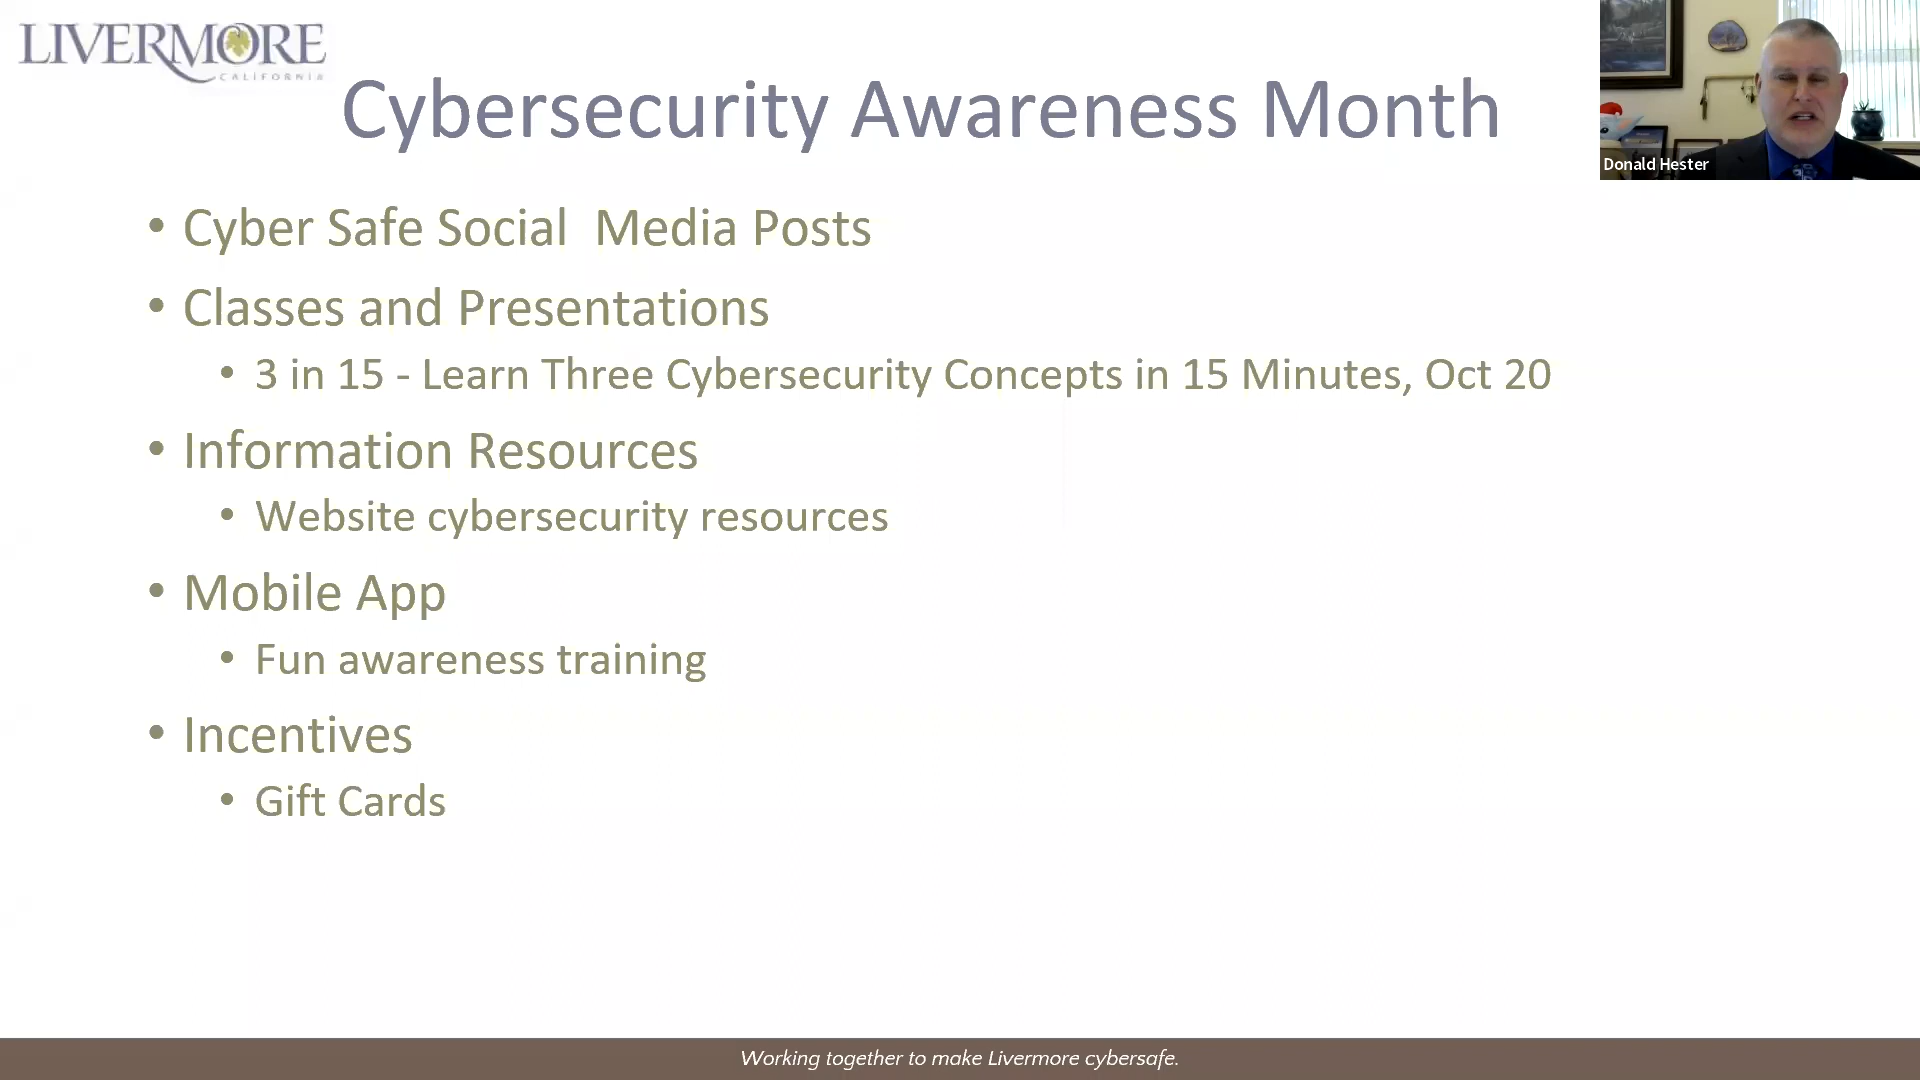 LIVERMORE
CALIFORNIA
Cybersecurity Awareness Month
Donald Hester
• Cyber Safe Social  Media Posts
• Classes and Presentations
• 3 in 15 - Learn Three Cybersecurity Concepts in 15 Minutes, Oct 20
• Information Resources
• Website cybersecurity resources
• Mobile App
• Fun awareness training
• Incentives
• Gift Cards
Working together to make Livermore cybersafe.